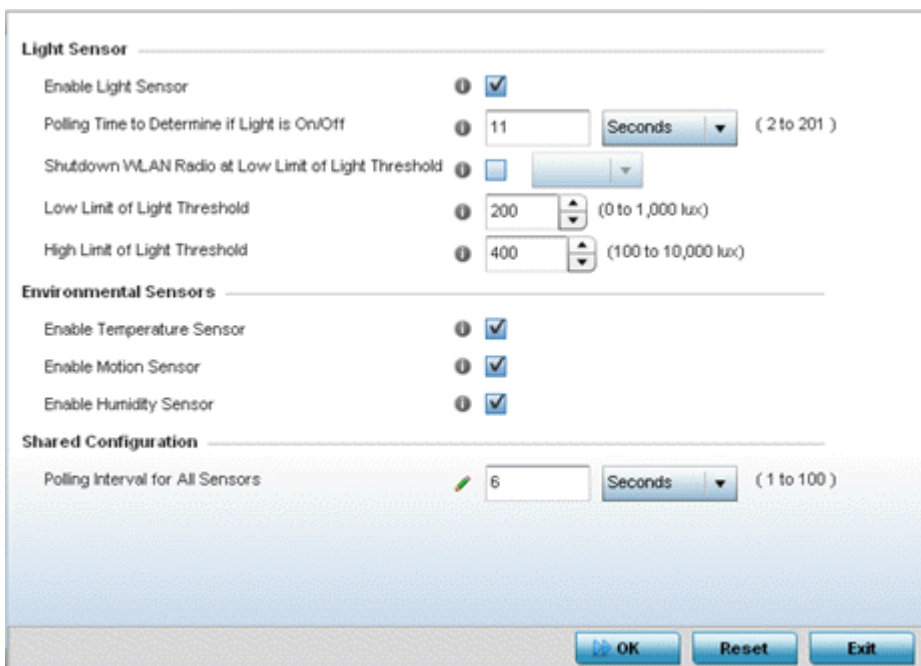 Light Sensor
Enable Light Sensor
Polling Time to Determine if Light is On/Off 11 Seconds ( 2 to 201 )
Shutdown WLAN Radio at Low Limit of Light Threshold
Low Limit of Light Threshold 200 (0 to 1,000 lux)
High Limit of Light Threshold 400 (100 to 10,000 lux)
Environmental Sensors
Enable Temperature Sensor
Enable Motion Sensor
Enable Humidity Sensor
Shared Configuration
Polling Interval for All Sensors 6 Seconds ( 1 to 100 )
OK Reset Exit